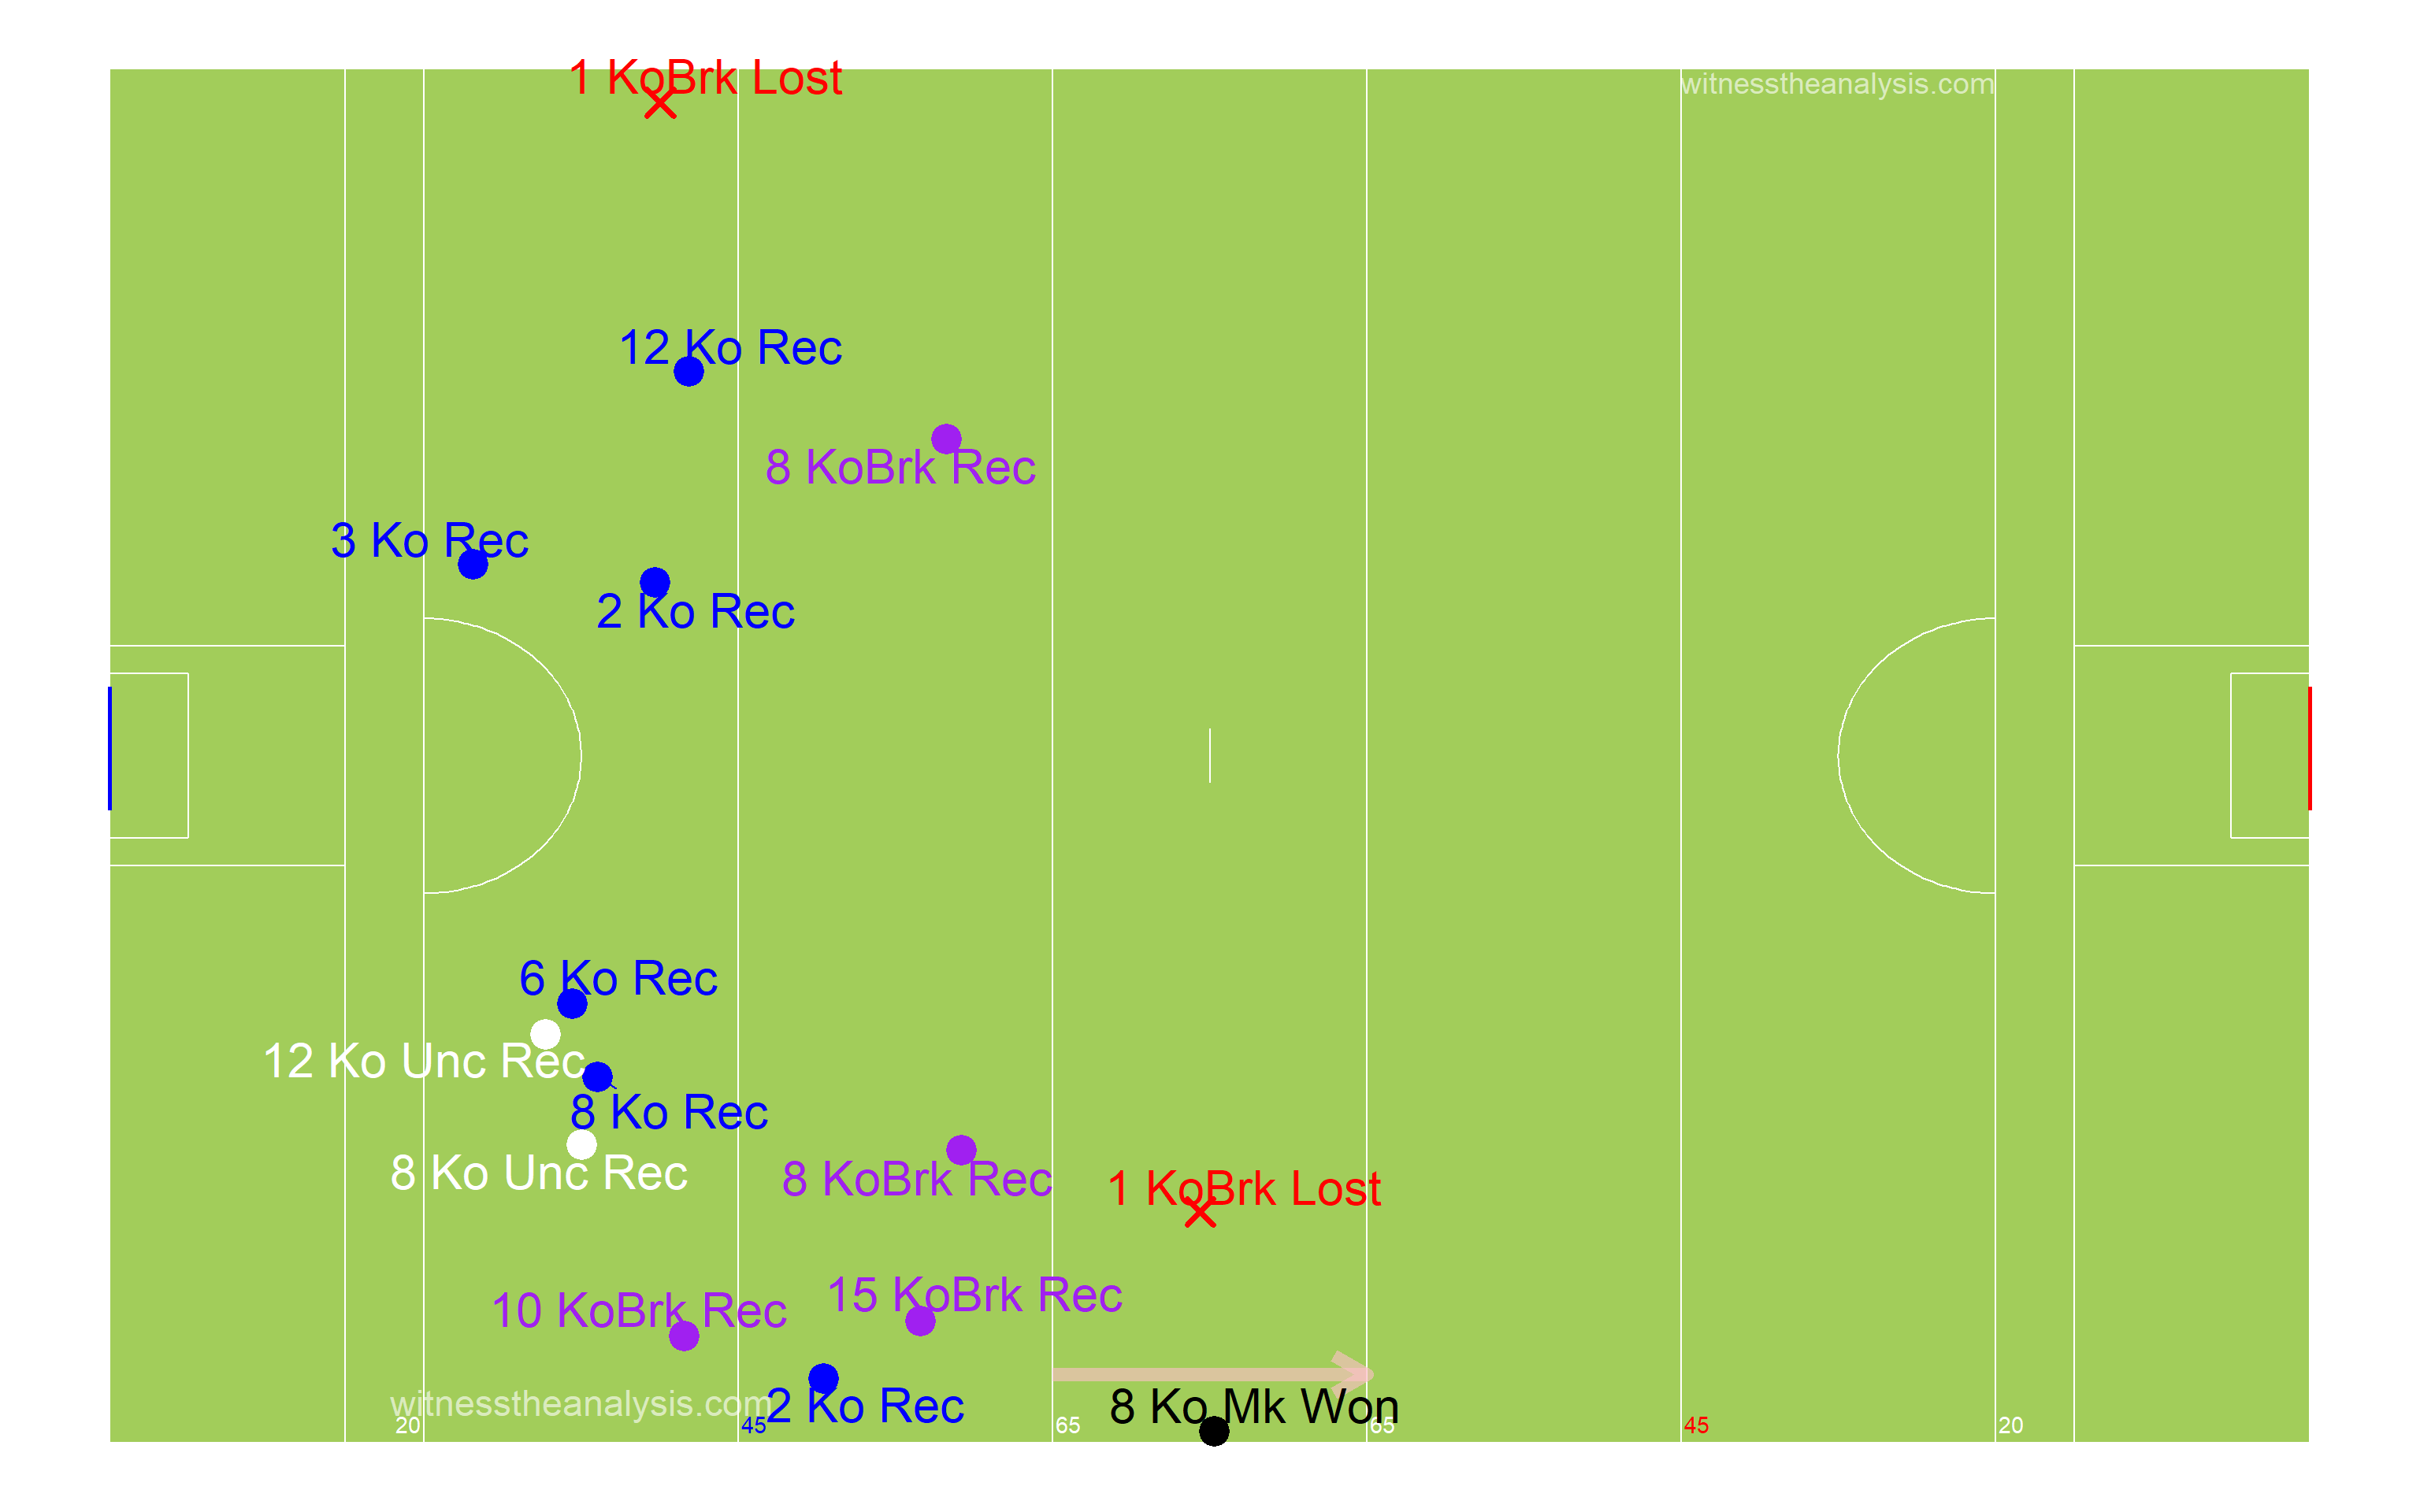 1 KoBrk Lost
witnesstheanalysis.com
12 Ko Rec
8 KoBrk Rec
3 Ko Rec
2 Ko Rec
6 Ko Rec
12 Ko Unc Rec
8 Ko Rec
8 Ko Unc Rec
8 KoBrk Rec
1 KoBrk Lost
15 KoBrk Rec
10 KoBrk Rec
witnesstheanalysis.com
2 Ko Rec
8 Ko Mk Won
20
45
65
65
45
20